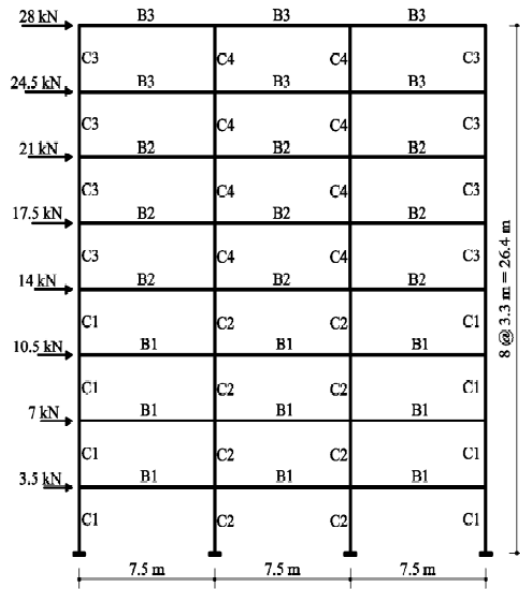 28 kN B3 B3 B3
C3 C4 C4 C3
24.5 kN B3 B3 B3
C3 C4 C4 C3
21 kN B2 B2 B2
C3 C4 C4 C3
17.5 kN B2 B2 B2
C3 C4 C4 C3
14 kN B2 B2 B2
C1 C2 C2 C1
10.5 kN B1 B1 B1
C1 C2 C2 C1
7 kN B1 B1 B1
C1 C2 C2 C1
3.5 kN B1 B1 B1
C1 C2 C2 C1
7.5 m 7.5 m 7.5 m
8 @ 3.3 m = 26.4 m